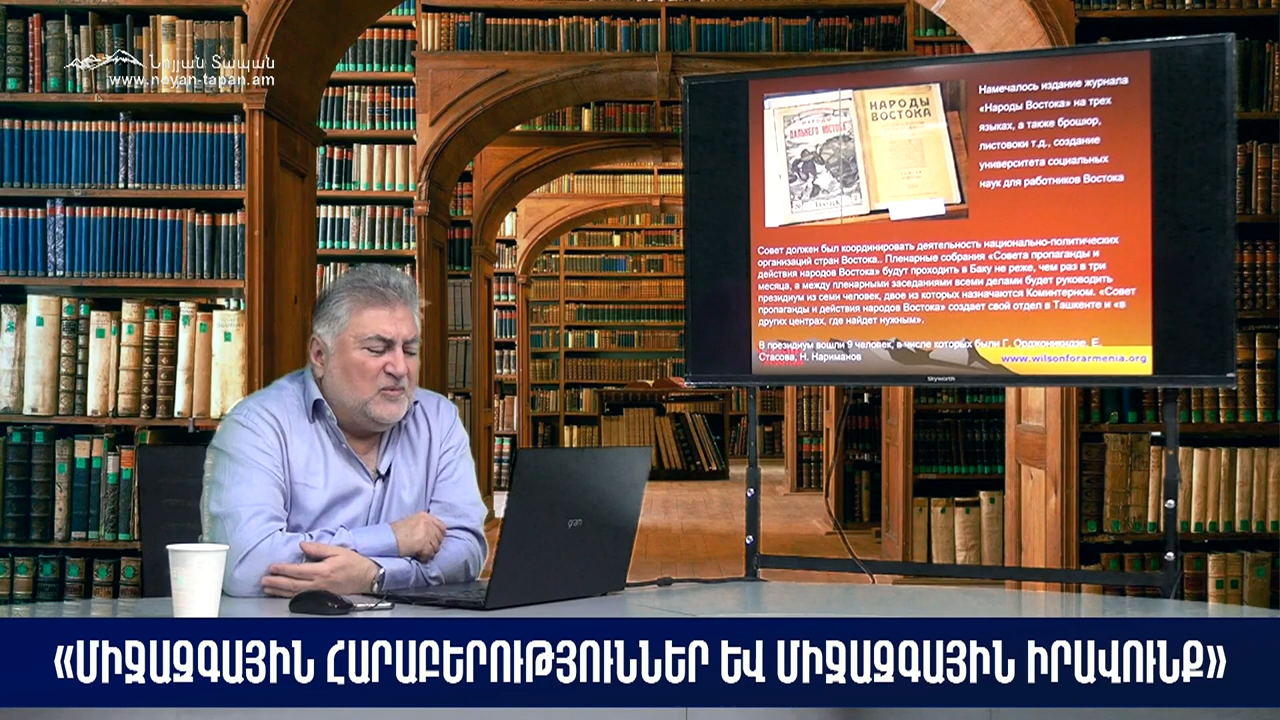 Նոյյան Տապան
www.noyan-tapan.am
НАРОДЫ
ДАЛЬНЕГО ВОСТОКА
НАРОДЫ
ВОСТОКА
Намечалось издание журнала
«Народы Востока» на трех
языках, а также брошюр,
листовоки т.д., создание
университета социальных
наук для работников Востока
Совет должен был координировать деятельность национально-политических
организаций стран Востока.. Пленарные собрания «Совета пропаганды и
действия народов Востока» будут проходить в Баку не реже, чем раз в три
месяца, а между пленарными заседаниями всеми делами будет руководить
президиум из семи человек, двое из которых назначаются Коминтерном. «Совет
пропаганды и действия народов Востока» создает свой отдел в Ташкенте и «в
других центрах, где найдет нужным».
В президиум вошли 9 человек, в числе которых были Г. Орджоникидзе, Е.
Стасова, Н. Нариманов
www.wilsonforarmenia.org
Skyworth
gram
«ՄԻՋԱԶԳԱՅԻՆ ՀԱՐԱԲԵՐՈՒԹՅՈՒՆՆԵՐ ԵՎ ՄԻՋԱԶԳԱՅԻՆ ԻՐԱՎՈՒՆՔ»